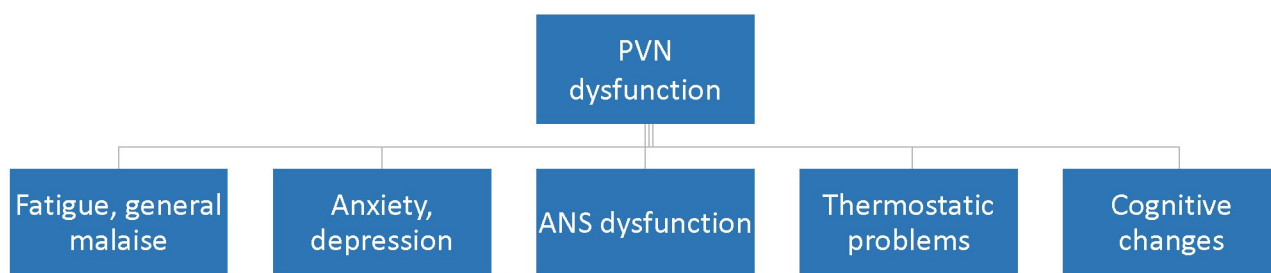 PVN
dysfunction
Fatigue, general
malaise
Anxiety,
depression
ANS dysfunction
Thermostatic
problems
Cognitive
changes